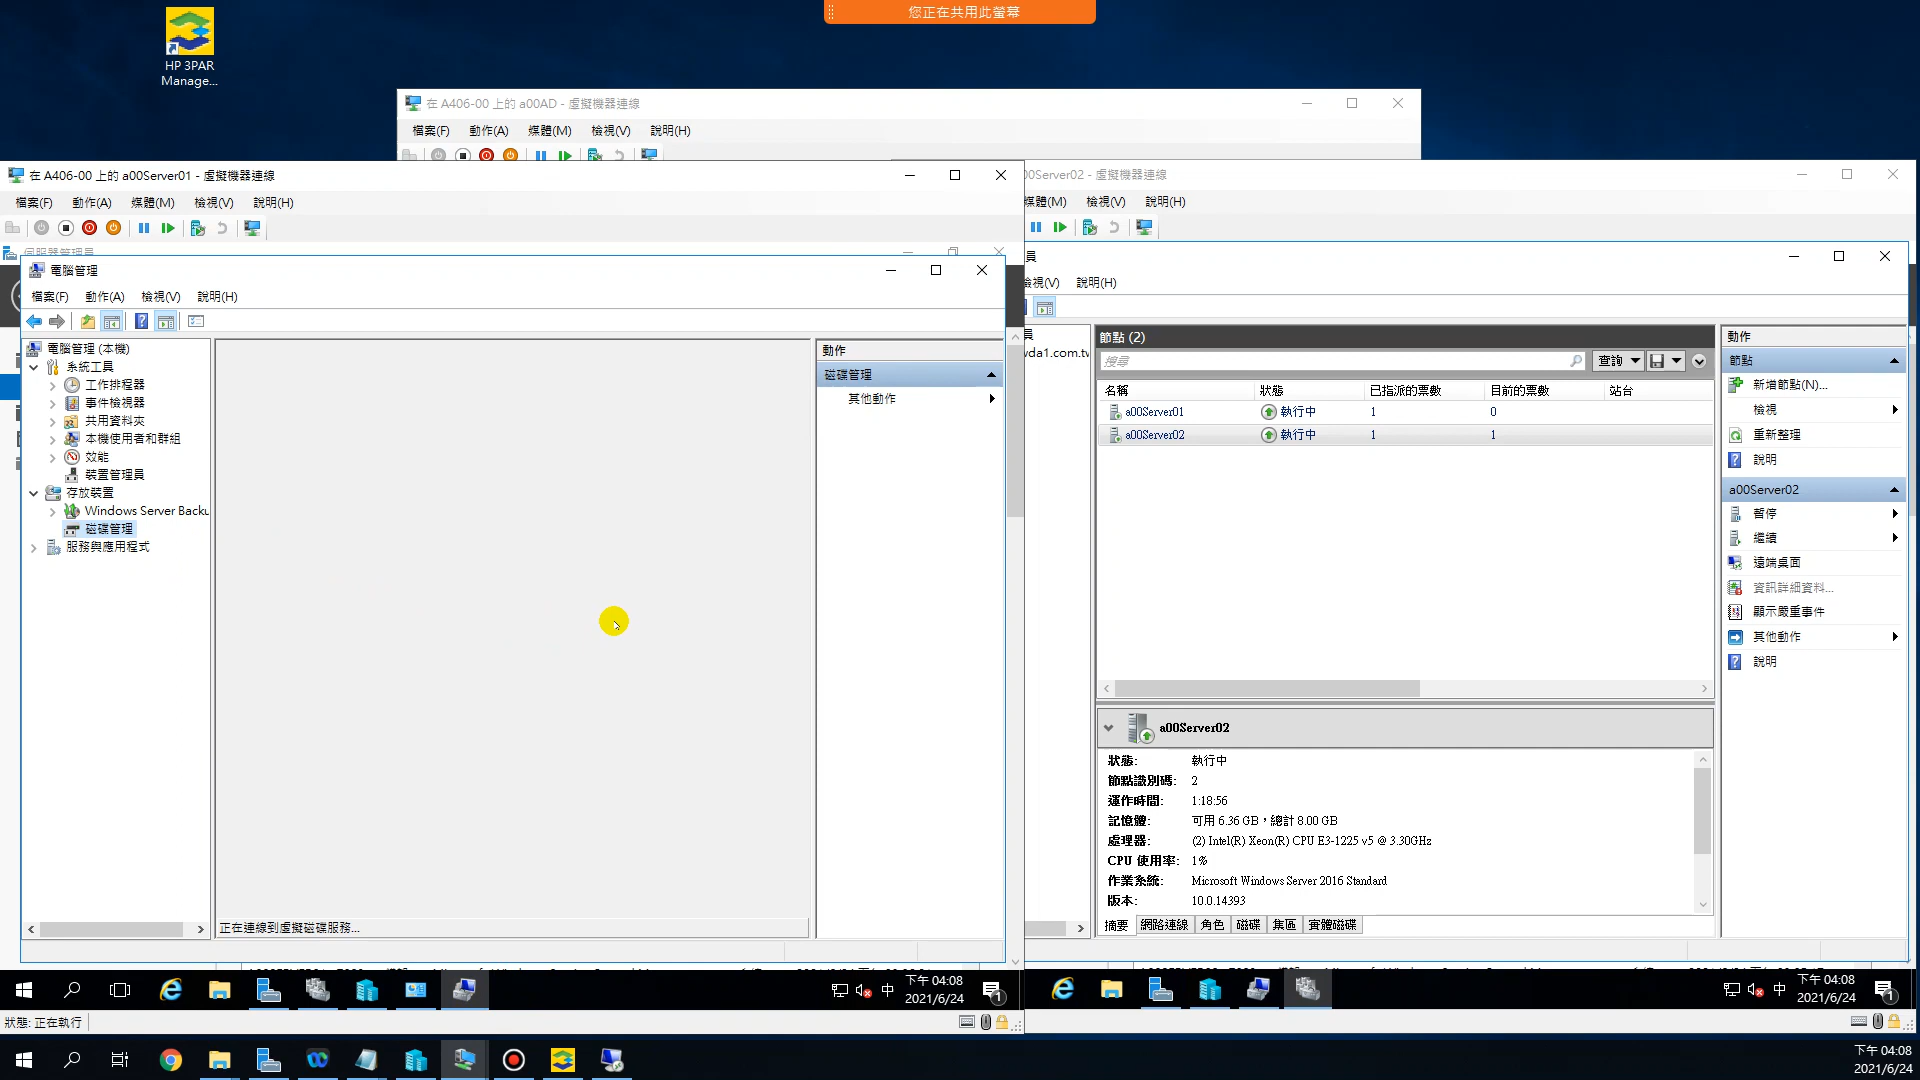 您正在共用此螢幕
HP 3PAR
Manage...
在 A406-00 上的 a00AD - 虛擬機器連線
檔案(F) 動作(A) 媒體(M) 檢視(V) 說明(H)
在 A406-00 上的 a00Server01 - 虛擬機器連線
檔案(F) 動作(A) 媒體(M) 檢視(V) 說明(H)
伺服器管理員
電腦管理
檔案(F) 動作(A) 檢視(V) 說明(H)
電腦管理 (本機)
系統工具
工作排程器
事件檢視器
共用資料夾
本機使用者和群組
效能
裝置管理員
存放裝置
Windows Server Backu
磁碟管理
服務與應用程式
正在連線到虛擬磁碟服務...
動作
磁碟管理
其他動作
中
下午 04:08
2021/6/24
1
狀態: 正在執行
00Server02 - 虛擬機器連線
媒體(M) 檢視(V) 說明(H)
員
檢視(V) 說明(H)
員
wda1.com.tw
節點 (2)
搜尋
查詢
名稱 狀態 已指派的票數 目前的票數 站台
a00Server01 執行中 1 0
a00Server02 執行中 1 1
a00Server02
狀態: 執行中
節點識別碼: 2
運作時間: 1:18:56
記憶體: 可用 6.36 GB，總計 8.00 GB
處理器: (2) Intel(R) Xeon(R) CPU E3-1225 v5 @ 3.30GHz
CPU 使用率: 1%
作業系統: Microsoft Windows Server 2016 Standard
版本: 10.0.14393
摘要 網路連線 角色 磁碟 集區 實體磁碟
動作
節點
新增節點(N)...
檢視
重新整理
說明
a00Server02
暫停
繼續
遠端桌面
資訊詳細資料...
顯示嚴重事件
其他動作
說明
中
下午 04:08
2021/6/24
1
下午 04:08
2021/6/24